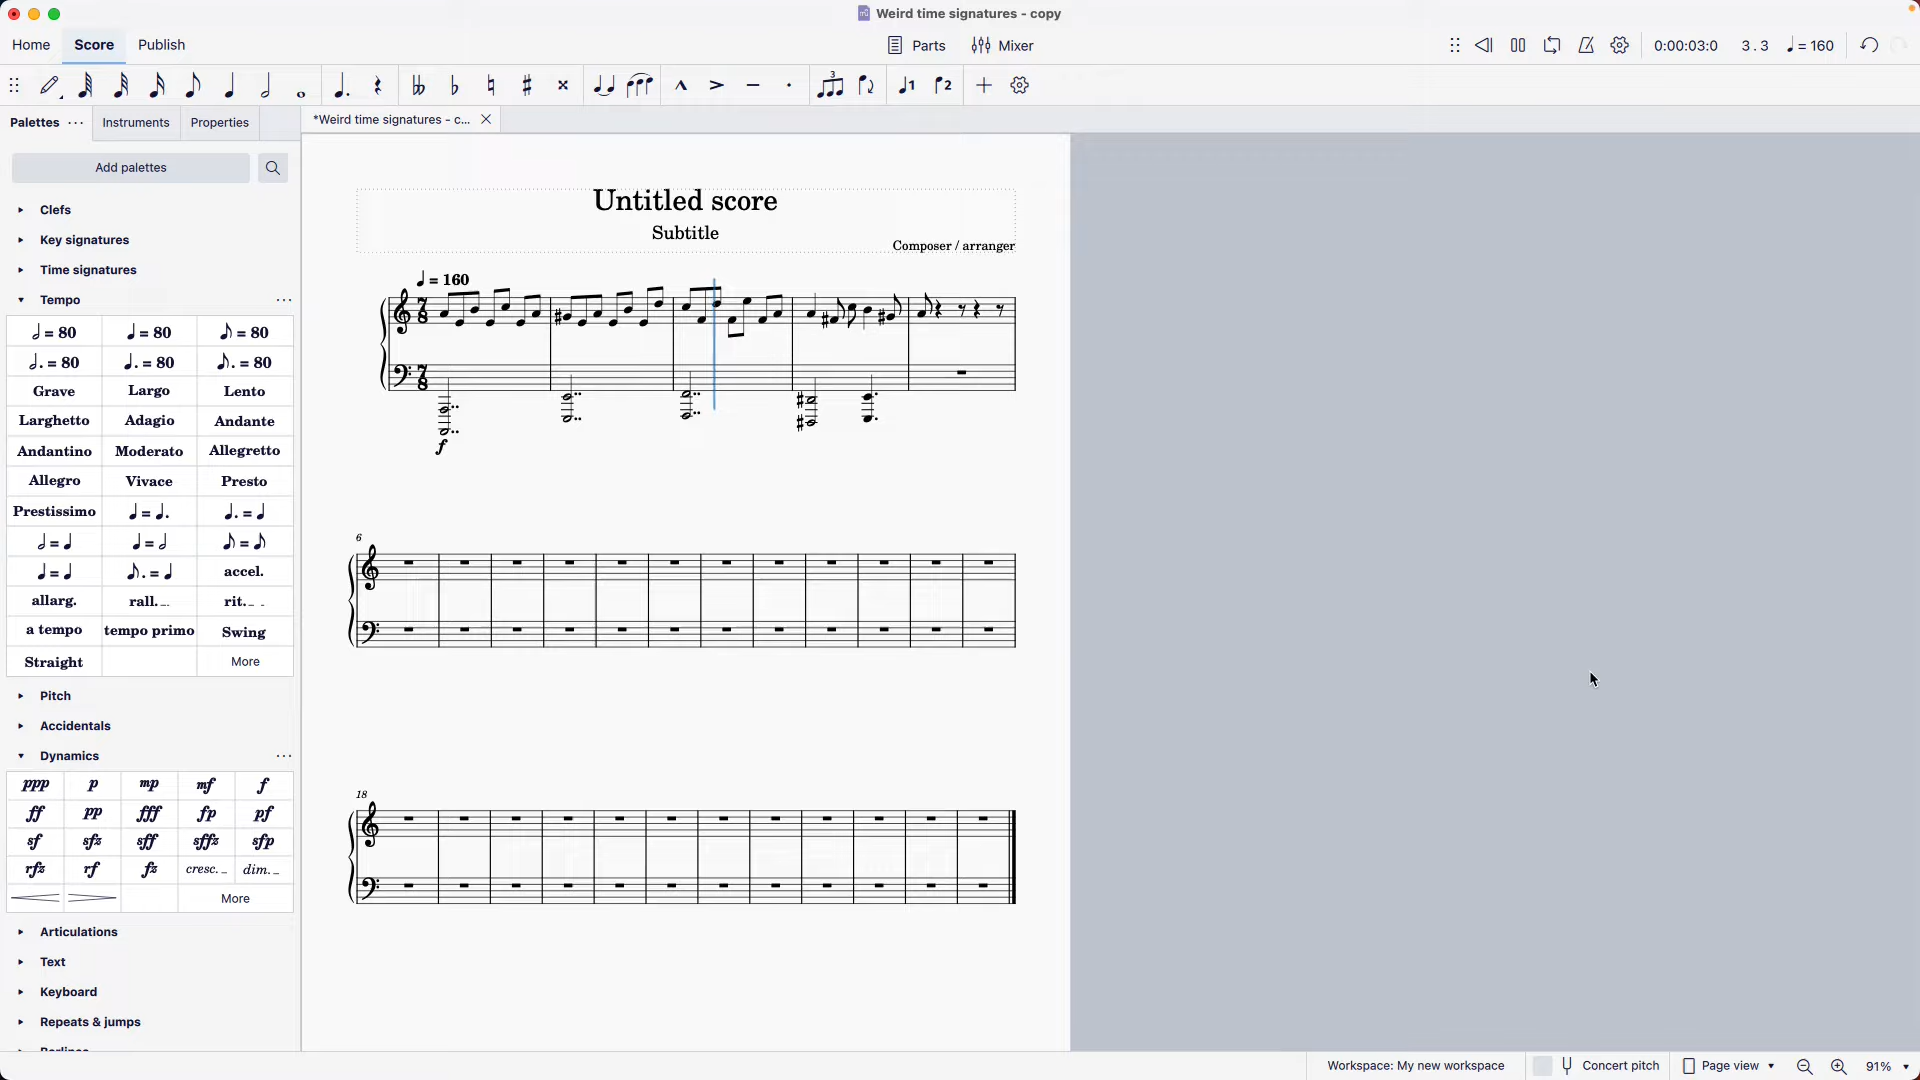 Weird time signatures - copy
Home Score Publish
Parts Mixer
0:00:03:0 3 . 3 = 160
Palettes Instruments Properties
*Weird time signatures - c...
Add palettes
Clefs
Key signatures
Time signatures
Tempo
= 80 = 80 = 80
. = 80 . = 80 . = 80
Grave Largo Lento
Larghetto Adagio Andante
Andantino Moderato Allegretto
Allegro Vivace Presto
Prestissimo
accel.
allarg. rall. rit.
a tempo tempo primo Swing
Straight More
Pitch
Accidentals
Dynamics
ppp p mp mf f
ff pp fff fp pf
sf sfz sff sffz sfp
rfz rf fz cresc. dim.
More
Articulations
Text
Keyboard
Repeats & jumps
Untitled score
Subtitle
Composer / arranger
= 160
7
8
7
8
f
6
18
Workspace: My new workspace Concert pitch Page view 91%